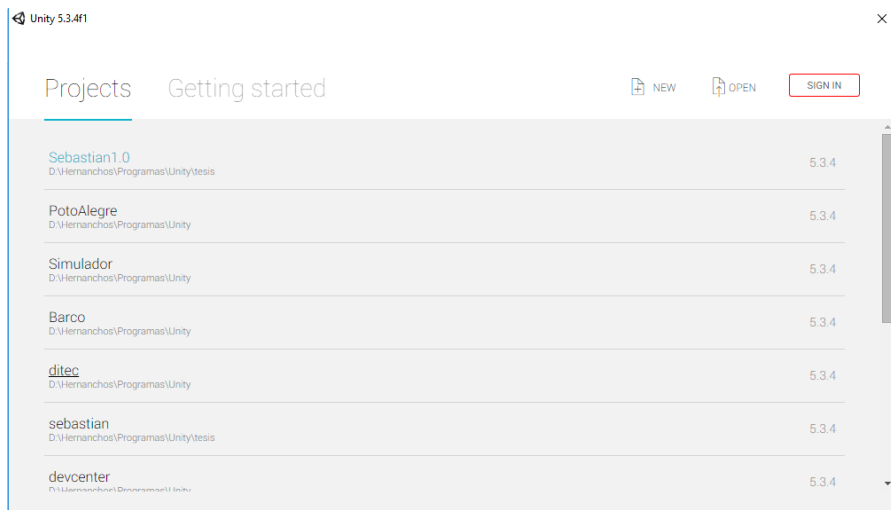 Unity 5.3.4f1
Projects Getting started NEW OPEN SIGN IN
Sebastian1.0
D:\Hernanchos\Programas\Unity\tesis
5.3.4
PotoAlegre
D:\Hernanchos\Programas\Unity
5.3.4
Simulador
D:\Hernanchos\Programas\Unity
5.3.4
Barco
D:\Hernanchos\Programas\Unity
5.3.4
ditec
D:\Hernanchos\Programas\Unity
5.3.4
sebastian
D:\Hernanchos\Programas\Unity\tesis
5.3.4
devcenter
D:\Hernanchos\Programas\Unity
5.3.4